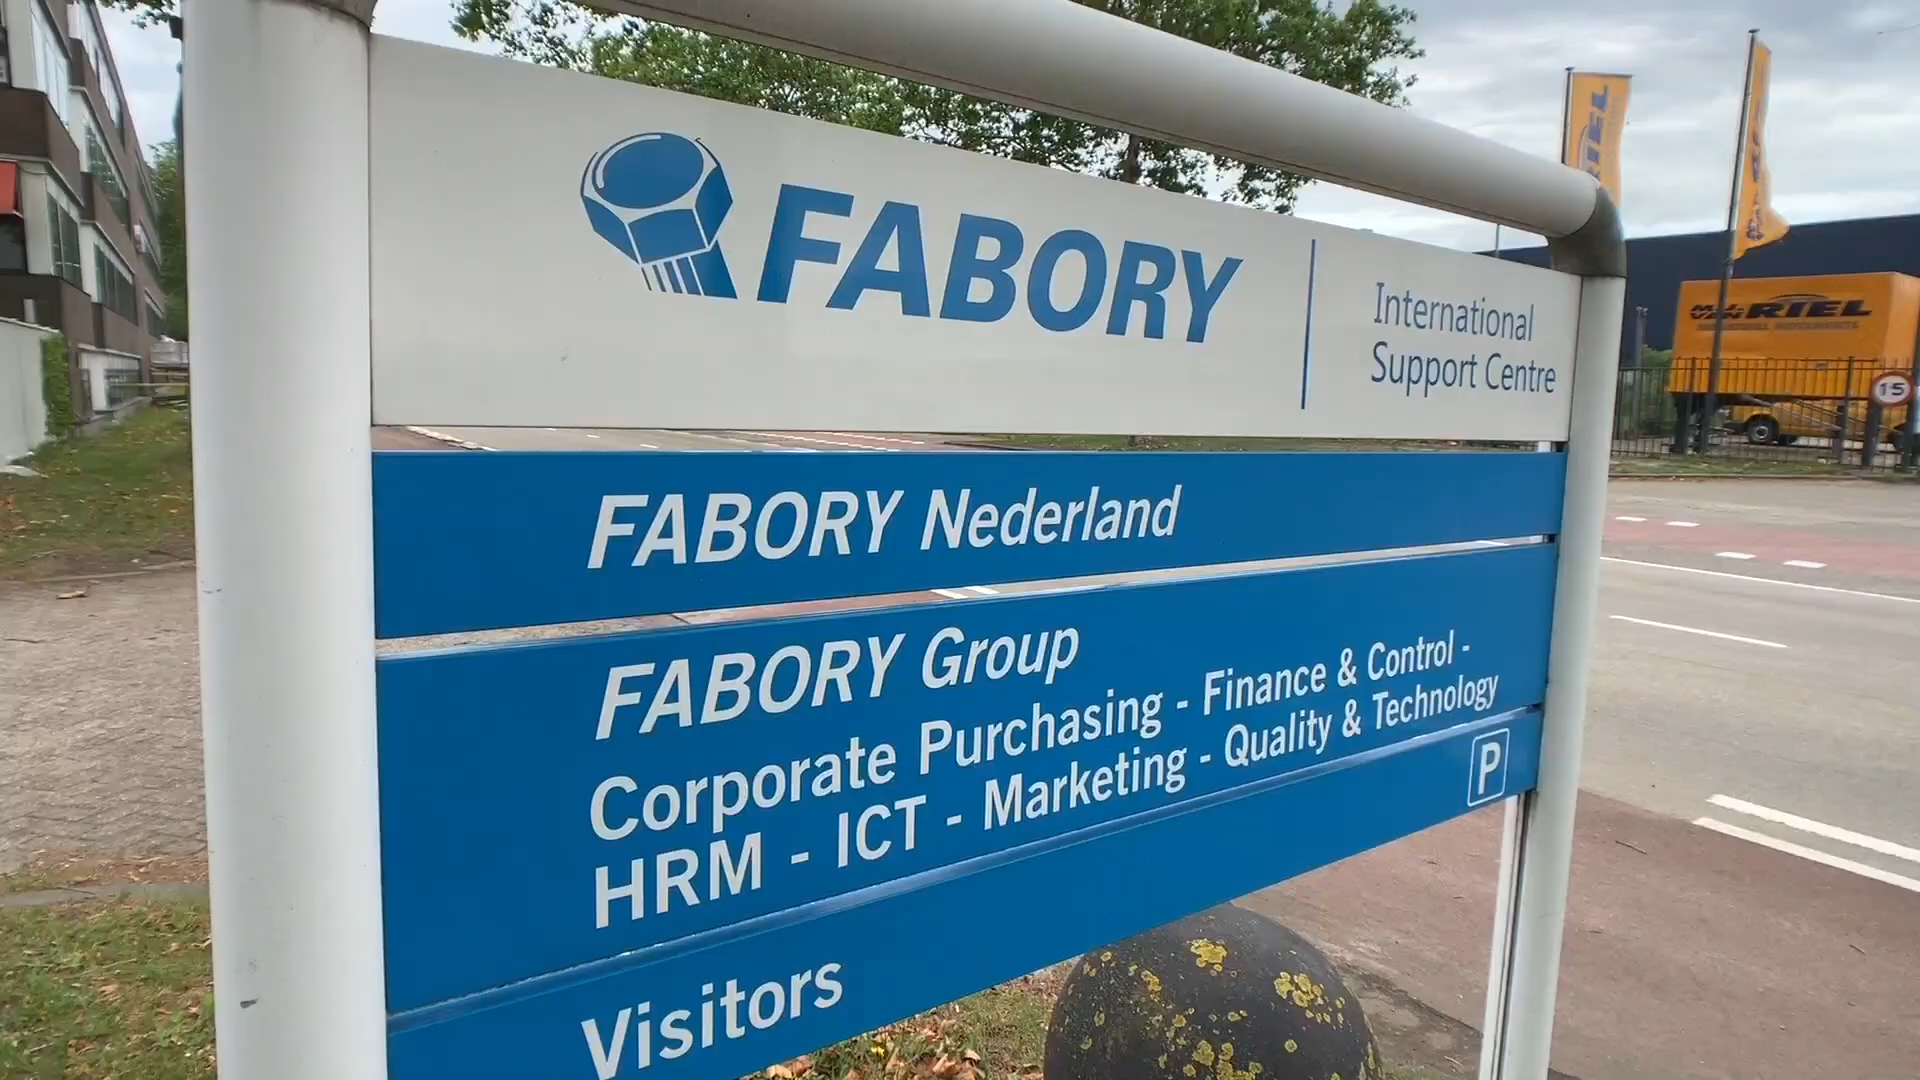 FABORY
International
Support Centre
FABORY Nederland
FABORY Group
Corporate Purchasing - Finance & Control -
HRM - ICT - Marketing - Quality & Technology
P
Visitors
VAN RIEL
15